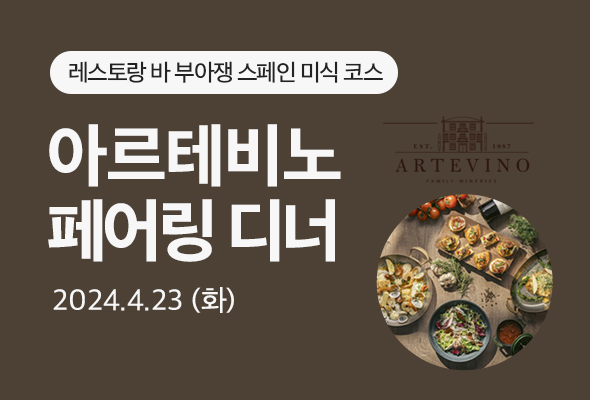 레스토랑 바 부아쟁 스페인 미식 코스
아르테비노
페어링 디너
2024.4.23 (화)
EST. 1987
ARTEVINO
FAMILY WINERIES